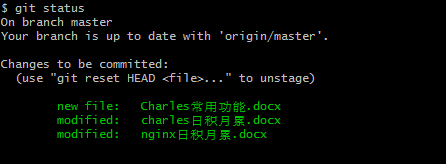 $ git status
On branch master
Your branch is up to date with 'origin/master'.
Changes to be committed:
(use "git reset HEAD <file>..." to unstage)
new file:   Charles常用功能.docx
modified:   charles日积月累.docx
modified:   nginx日积月累.docx